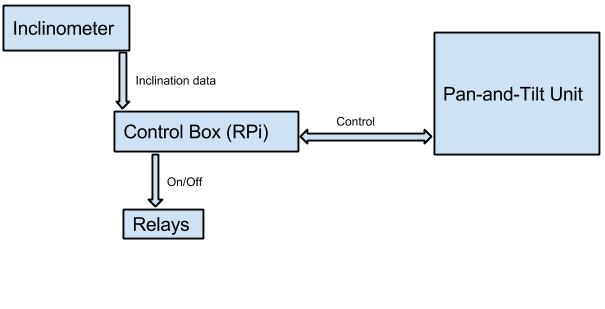 Inclinometer
Inclination data
Pan-and-Tilt Unit
Control Box (RPi)
Control
On/Off
Relays